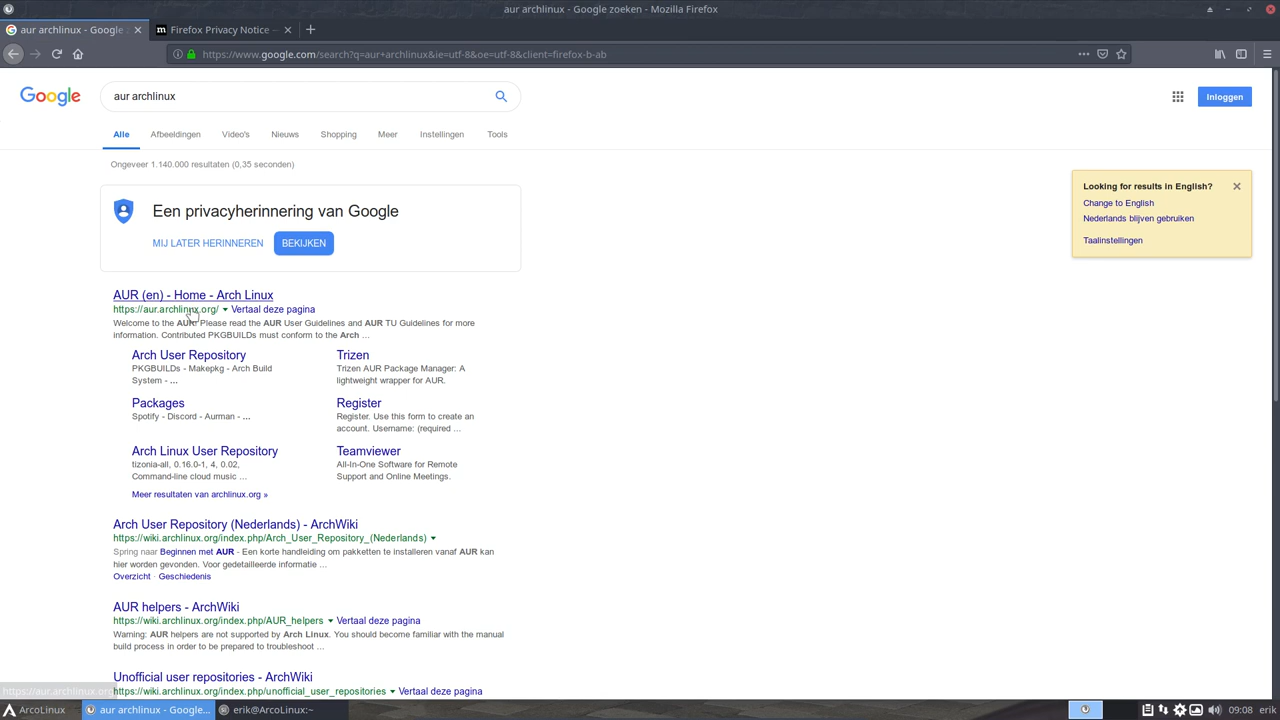 aur archlinux - Google zoeken - Mozilla Firefox
aur archlinux - Google
Firefox Privacy Notice
https://www.google.com/search?q=aur+archlinux&ie=utf-8&oe=utf-8&client=firefox-b-ab
Google
aur archlinux
Inloggen
Alle
Afbeeldingen
Video's
Nieuws
Shopping
Meer
Instellingen
Tools
Ongeveer 1.140.000 resultaten (0,35 seconden)
Looking for results in English?
Change to English
Nederlands blijven gebruiken
Taalinstellingen
Een privacyherinnering van Google
MIJ LATER HERINNEREN
BEKIJKEN
AUR (en) - Home - Arch Linux
https://aur.archlinux.org/ Vertaal deze pagina
Welcome to the AUR! Please read the AUR User Guidelines and AUR TU Guidelines for more
information. Contributed PKGBUILDs must conform to the Arch ...
Arch User Repository
PKGBUILDs - Makepkg - Arch Build
System - ...
Trizen
Trizen AUR Package Manager: A
lightweight wrapper for AUR.
Packages
Spotify - Discord - Aurman - ...
Register
Register. Use this form to create an
account. Username: (required ...
Arch Linux User Repository
tizonia-all, 0.16.0-1, 4, 0.02,
Command-line cloud music ...
Teamviewer
All-In-One Software for Remote
Support and Online Meetings.
Meer resultaten van archlinux.org »
Arch User Repository (Nederlands) - ArchWiki
https://wiki.archlinux.org/index.php/Arch_User_Repository_(Nederlands)
Spring naar Beginnen met AUR - Een korte handleiding om pakketten te installeren vanaf AUR kan
hier worden gevonden. Voor gedetailleerde informatie ...
Overzicht · Geschiedenis
AUR helpers - ArchWiki
https://wiki.archlinux.org/index.php/AUR_helpers Vertaal deze pagina
Warning: AUR helpers are not supported by Arch Linux. You should become familiar with the manual
build process in order to be prepared to troubleshoot ...
Unofficial user repositories - ArchWiki
https://wiki.archlinux.org/index.php/unofficial_user_repositories Vertaal deze pagina
https://aur.archlinux.org
ArcoLinux
aur archlinux - Google...
erik@ArcoLinux:~
09:08
erik